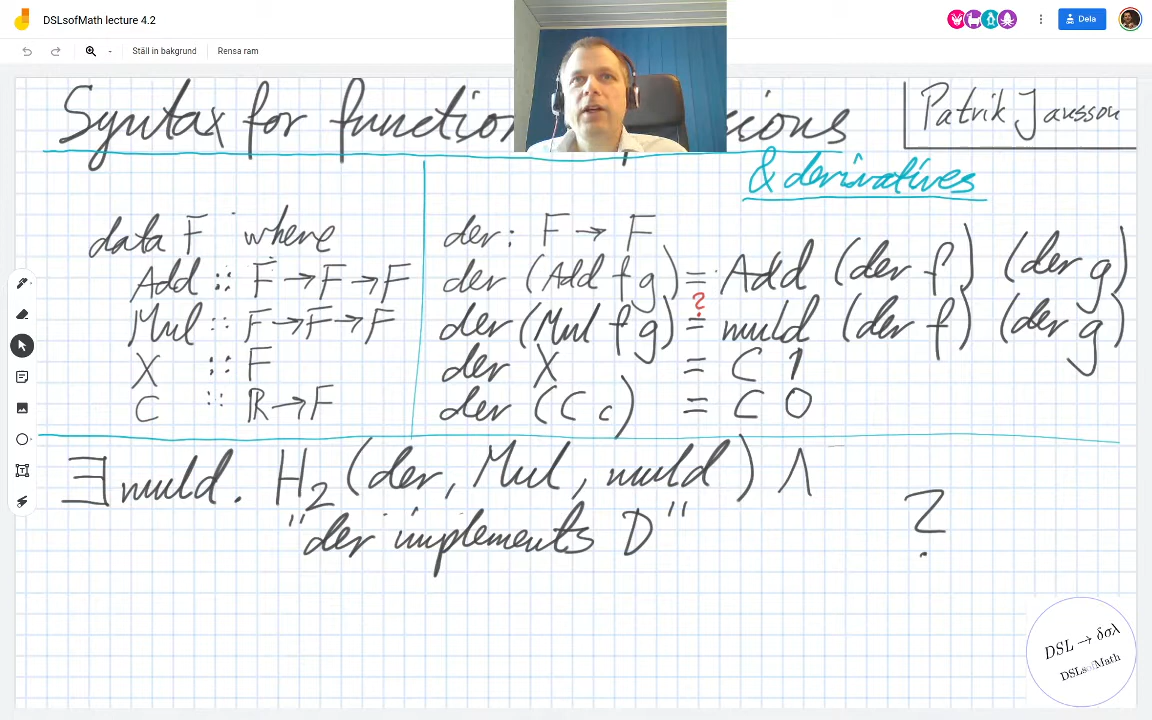 DSLsofMath lecture 4.2
Dela
Ställ in bakgrund
Rensa ram
Syntax for function cions
Patrik Jansson
& derivatives
data F where
Add :: F → F → F
Mul :: F → F → F
X :: F
C :: ℝ → F
der : F → F
der (Add f g) = Add (der f) (der g)
?
der (Mul f g) = muld (der f) (der g)
der X = C 1
der (C c) = C 0
∃ muld. H₂ (der, Mul, muld) ∧
"der implements D"
?
DSL → δσλ
DSLsofMath